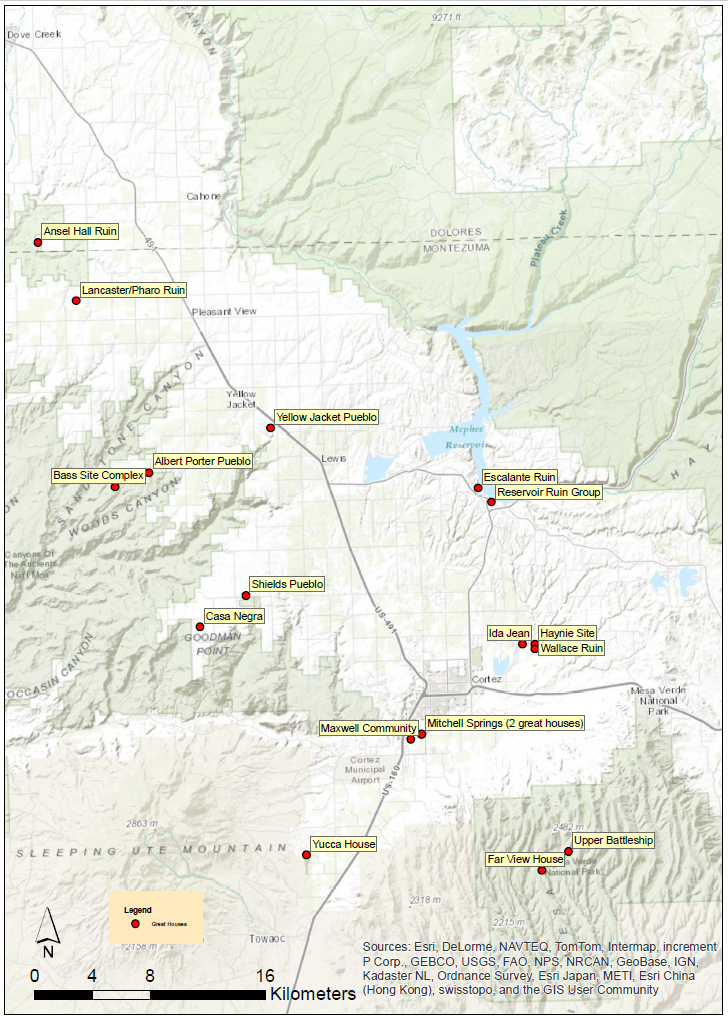 9271 ft
Dove Creek
CANYON
Cahone
Ansel Hall Ruin
DOLORES
MONTEZUMA
Plateau Creek
491
Lancaster/Pharo Ruin
Pleasant View
SANDSTONE CANYON
Yellow
Jacket
Yellow Jacket Pueblo
Mcphee
Reservoir
Lewis
Albert Porter Pueblo
Bass Site Complex
HAY
Escalante Ruin
Reservoir Ruin Group
WOODS CANYON
ON
Canyons Of
The Ancients
Nat'l Mon
Shields Pueblo
Casa Negra
US-491
GOODMAN
POINT
Ida Jean
Haynie Site
Wallace Ruin
OCCASIN CANYON
Cortez
Mesa Verde
National
Park
Maxwell Community
Mitchell Springs (2 great houses)
Cortez
Municipal
Airport
US-160
2863 m
2482 m
SLEEPING UTE MOUNTAIN
Yucca House
Upper Battleship
Far View House
a Verde
National Park
2318 m
2215 m
Legend
Great Houses
2158 m
Towaoc
N
0 4 8 16
Kilometers
Sources: Esri, DeLorme, NAVTEQ, TomTom, Intermap, increment
P Corp., GEBCO, USGS, FAO, NPS, NRCAN, GeoBase, IGN,
Kadaster NL, Ordnance Survey, Esri Japan, METI, Esri China
(Hong Kong), swisstopo, and the GIS User Community